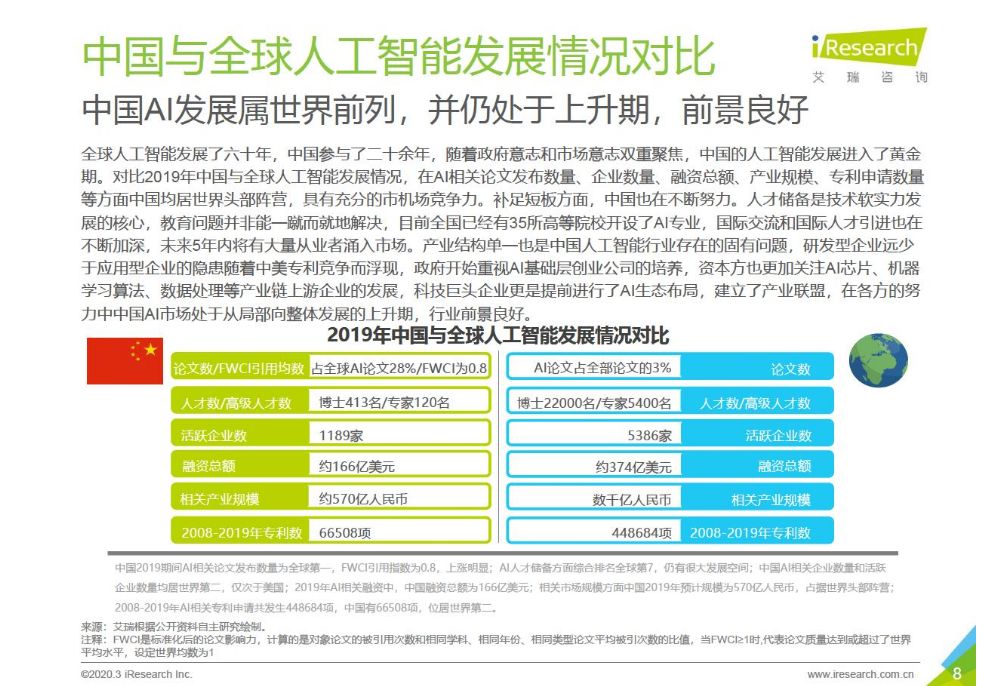 中国与全球人工智能发展情况对比
iResearch
艾瑞咨询
中国AI发展属世界前列，并仍处于上升期，前景良好
全球人工智能发展了六十年，中国参与了二十余年，随着政府意志和市场意志双重聚焦，中国的人工智能发展进入了黄金
期。对比2019年中国与全球人工智能发展情况，在AI相关论文发布数量、企业数量、融资总额、产业规模、专利申请数量
等方面中国均居世界头部阵营，具有充分的市机场竞争力。补足短板方面，中国也在不断努力。人才储备是技术软实力发
展的核心，教育问题并非能一蹴而就地解决，目前全国已经有35所高等院校开设了AI专业，国际交流和国际人才引进也在
不断加深，未来5年内将有大量从业者涌入市场。产业结构单一也是中国人工智能行业存在的固有问题，研发型企业远少
于应用型企业的隐患随着中美专利竞争而浮现，政府开始重视AI基础层创业公司的培养，资本方也更加关注AI芯片、机器
学习算法、数据处理等产业链上游企业的发展，科技巨头企业更是提前进行了AI生态布局，建立了产业联盟，在各方的努
力中中国AI市场处于从局部向整体发展的上升期，行业前景良好。
2019年中国与全球人工智能发展情况对比
论文数/FWCI引用均数 占全球AI论文28%/FWCI为0.8 AI论文占全部论文的3% 论文数
人才数/高级人才数 博士413名/专家120名 博士22000名/专家5400名 人才数/高级人才数
活跃企业数 1189家 5386家 活跃企业数
融资总额 约166亿美元 约374亿美元 融资总额
相关产业规模 约570亿人民币 数千亿人民币 相关产业规模
2008-2019年专利数 66508项 448684项 2008-2019年专利数
中国2019期间AI相关论文发布数量为全球第一，FWCI引用指数为0.8，上涨明显；AI人才储备方面综合排名全球第7，仍有很大发展空间；中国AI相关企业数量和活跃
企业数量均居世界第二，仅次于美国；2019年AI相关融资中，中国融资总额为166亿美元；相关市场规模方面中国2019年预计规模为570亿人民币，占据世界头部阵营；
2008-2019年AI相关专利申请共发生448684项，中国有66508项，位居世界第二。
来源：艾瑞根据公开资料自主研究绘制。
注释：FWCI是标准化后的论文影响力，计算的是对象论文的被引用次数和相同学科、相同年份、相同类型论文平均被引次数的比值，当FWCI≥1时,代表论文质量达到或超过了世界
平均水平，设定世界均数为1
©2020.3 iResearch Inc. www.iresearch.com.cn 8